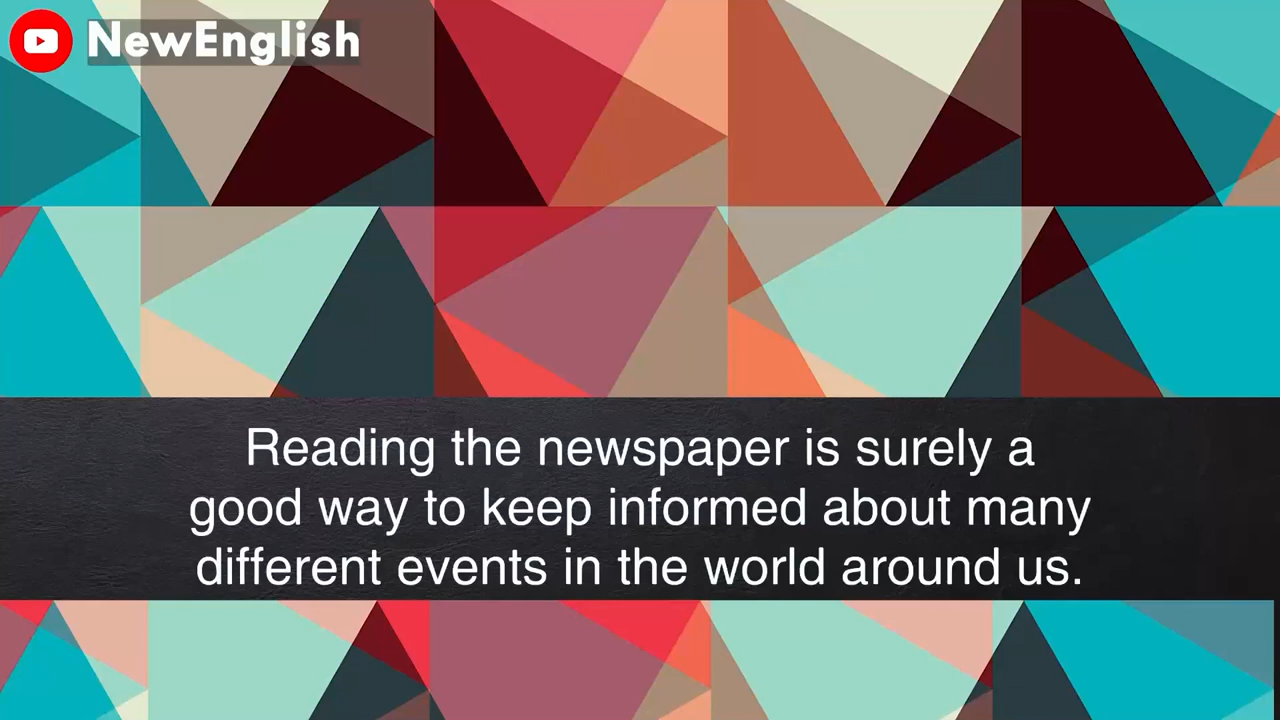 NewEnglish
Reading the newspaper is surely a
good way to keep informed about many
different events in the world around us.